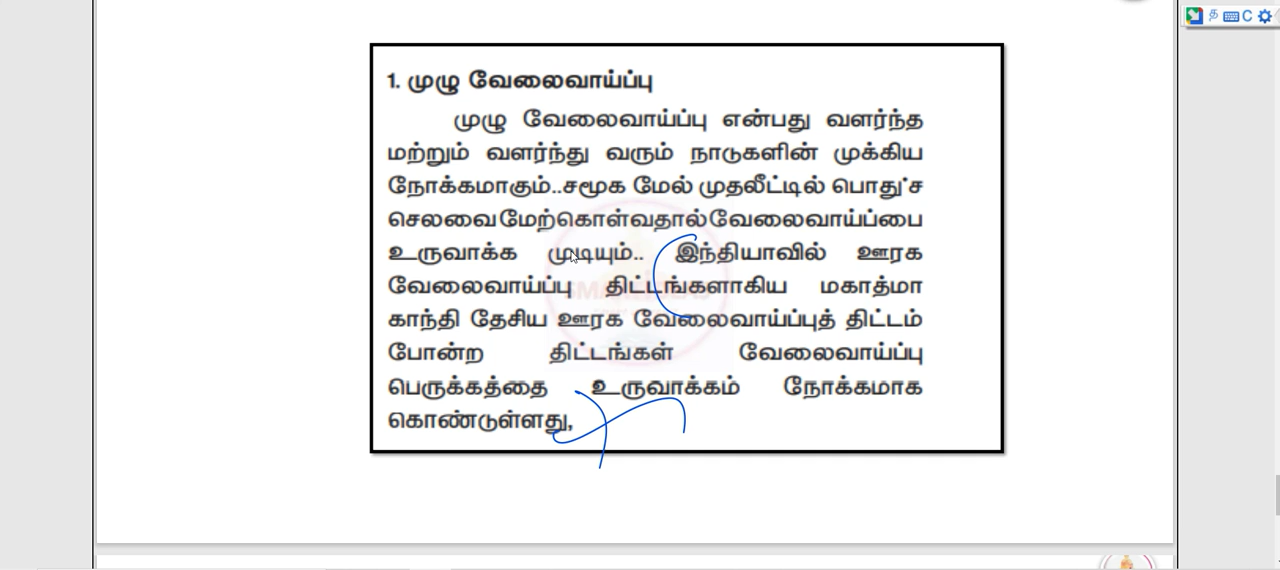 1. முழு வேலைவாய்ப்பு
முழு வேலைவாய்ப்பு என்பது வளர்ந்த
மற்றும் வளர்ந்து வரும் நாடுகளின் முக்கிய
நோக்கமாகும்..சமூக மேல் முதலீட்டில் பொது'ச
செலவைமேற்கொள்வதால்வேலைவாய்ப்பை
உருவாக்க முடியும்.. இந்தியாவில் ஊரக
வேலைவாய்ப்பு திட்டங்களாகிய மகாத்மா
காந்தி தேசிய ஊரக வேலைவாய்ப்புத் திட்டம்
போன்ற திட்டங்கள் வேலைவாய்ப்பு
பெருக்கத்தை உருவாக்கம் நோக்கமாக
கொண்டுள்ளது,